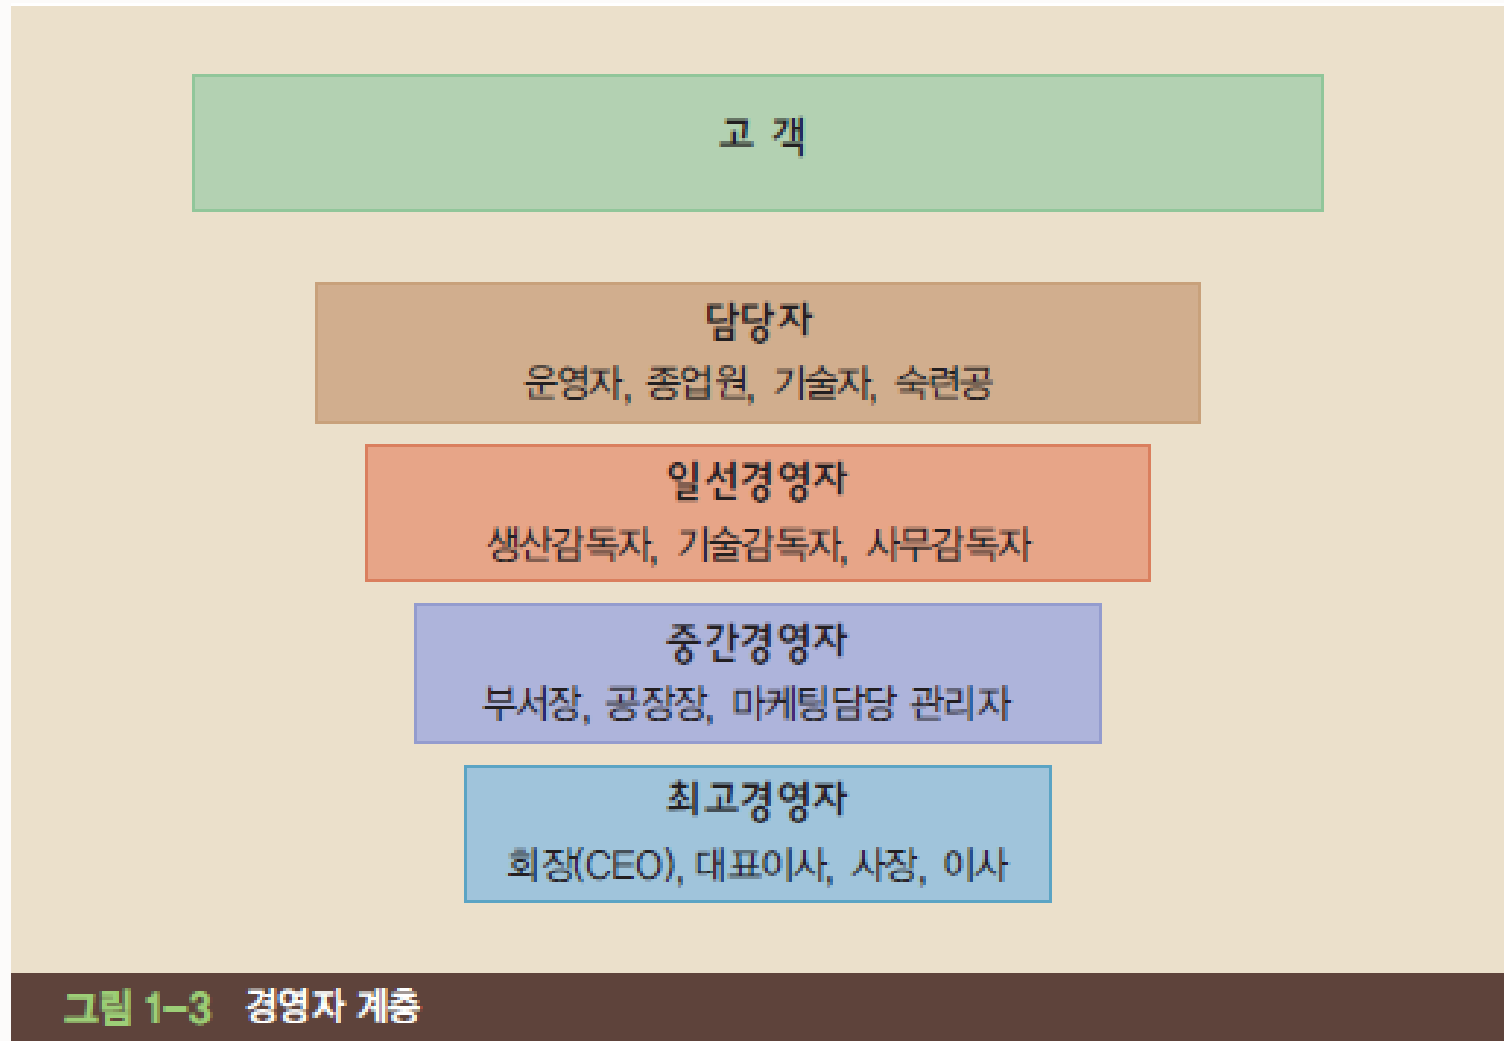 고 객
담당자
운영자, 종업원, 기술자, 숙련공
일선경영자
생산감독자, 기술감독자, 사무감독자
중간경영자
부서장, 공장장, 마케팅담당 관리자
최고경영자
회장(CEO), 대표이사, 사장, 이사
그림 1-3 경영자 계층